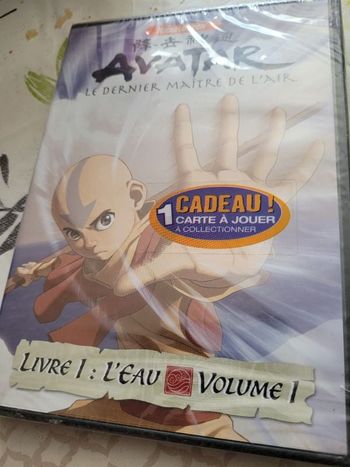 AVATAR
LE DERNIER MAÎTRE DE L'AIR
CADEAU !
1 CARTE À JOUER
À COLLECTIONNER
LIVRE 1 : L'EAU VOLUME 1